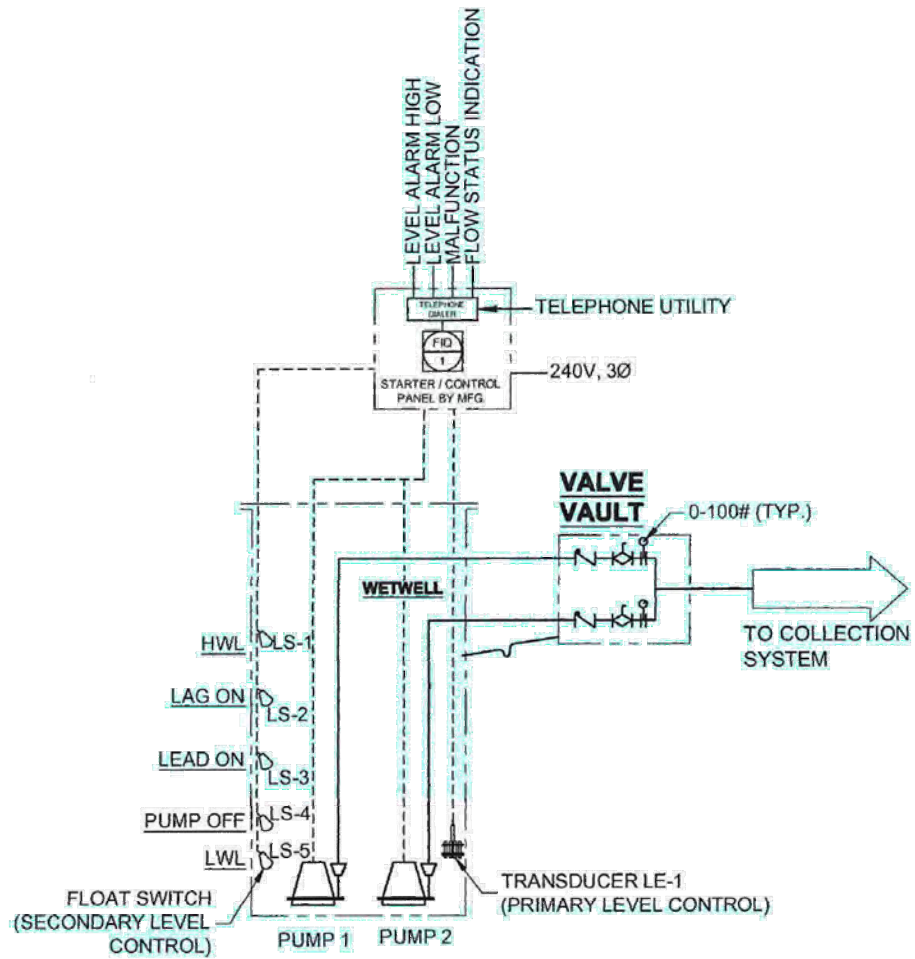 LEVEL ALARM HIGH
LEVEL ALARM LOW
MALFUNCTION
FLOW STATUS INDICATION
TELEPHONE
DIALER
TELEPHONE UTILITY
FIQ
1
STARTER / CONTROL
PANEL BY MFG.
240V, 3Ø
VALVE
VAULT
0-100# (TYP.)
WETWELL
TO COLLECTION
SYSTEM
HWL
LS-1
LAG ON
LS-2
LEAD ON
LS-3
PUMP OFF
LS-4
LWL
LS-5
FLOAT SWITCH
(SECONDARY LEVEL
CONTROL)
PUMP 1
PUMP 2
TRANSDUCER LE-1
(PRIMARY LEVEL CONTROL)